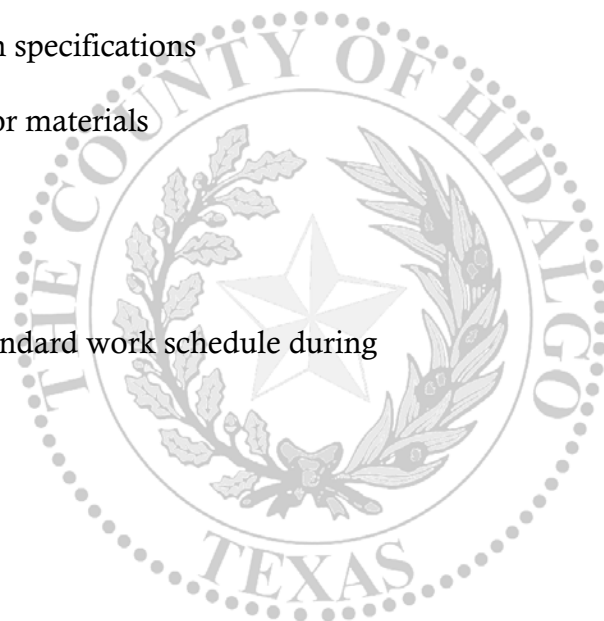 n specifications
or materials
ndard work schedule during
THE COUNTY OF HIDALGO
TEXAS